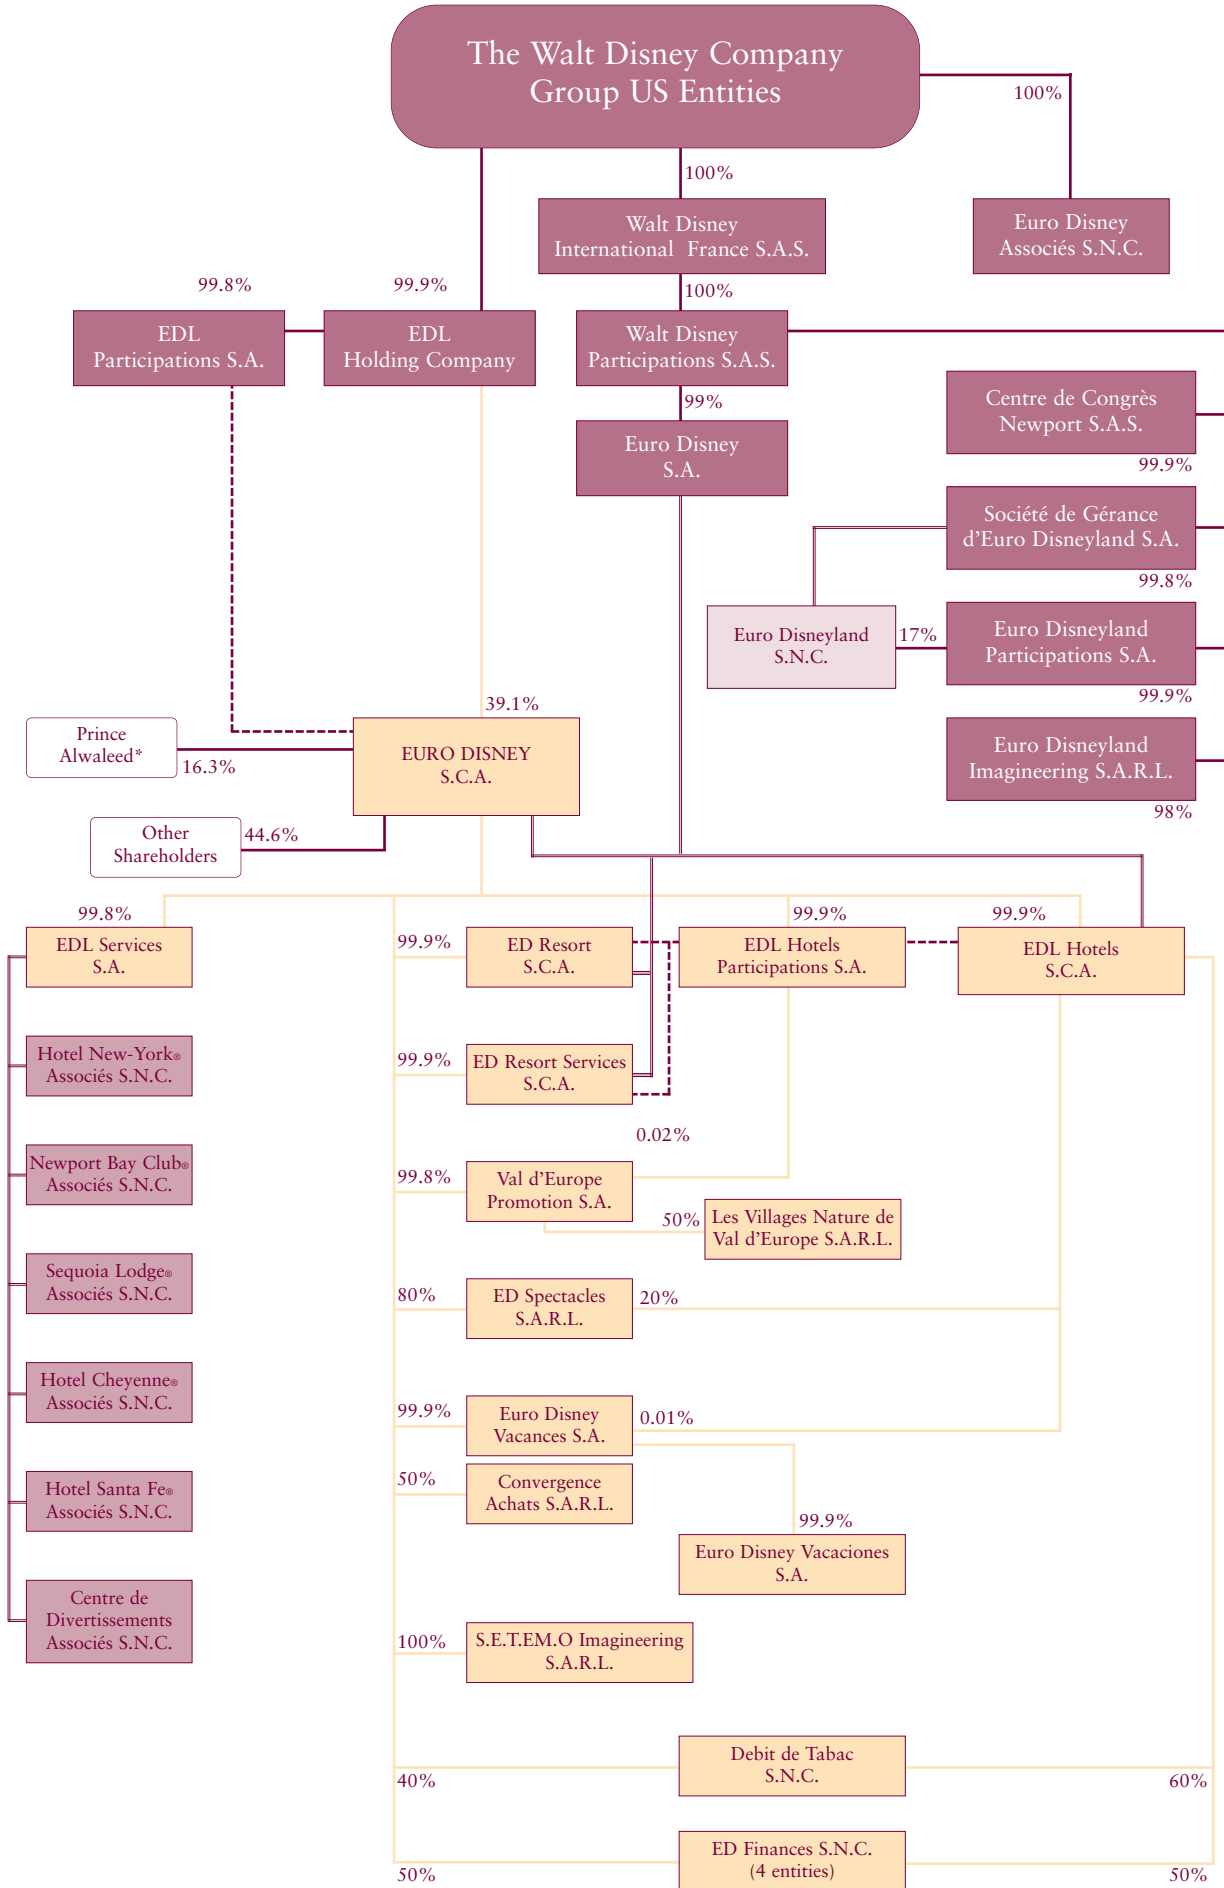 The Walt Disney Company
Group US Entities
100%
100%
Walt Disney
International France S.A.S.
Euro Disney
Associés S.N.C.
99.8%
99.9%
100%
EDL
Participations S.A.
EDL
Holding Company
Walt Disney
Participations S.A.S.
99%
Centre de Congrès
Newport S.A.S.
99.9%
Euro Disney
S.A.
Société de Gérance
d'Euro Disneyland S.A.
99.8%
Euro Disneyland
S.N.C.
17%
Euro Disneyland
Participations S.A.
99.9%
39.1%
Prince
Alwaleed*
16.3%
EURO DISNEY
S.C.A.
Euro Disneyland
Imagineering S.A.R.L.
98%
Other
Shareholders
44.6%
99.8%
99.9%
99.9%
EDL Services
S.A.
99.9%
ED Resort
S.C.A.
EDL Hotels
Participations S.A.
EDL Hotels
S.C.A.
Hotel New-York®
Associés S.N.C.
99.9%
ED Resort Services
S.C.A.
0.02%
Newport Bay Club®
Associés S.N.C.
99.8%
Val d'Europe
Promotion S.A.
50%
Les Villages Nature de
Val d'Europe S.A.R.L.
Sequoia Lodge®
Associés S.N.C.
80%
ED Spectacles
S.A.R.L.
20%
Hotel Cheyenne®
Associés S.N.C.
99.9%
Euro Disney
Vacances S.A.
0.01%
50%
Convergence
Achats S.A.R.L.
Hotel Santa Fe®
Associés S.N.C.
99.9%
Euro Disney Vacaciones
S.A.
Centre de
Divertissements
Associés S.N.C.
100%
S.E.T.EM.O Imagineering
S.A.R.L.
Debit de Tabac
S.N.C.
40%
60%
ED Finances S.N.C.
(4 entities)
50%
50%